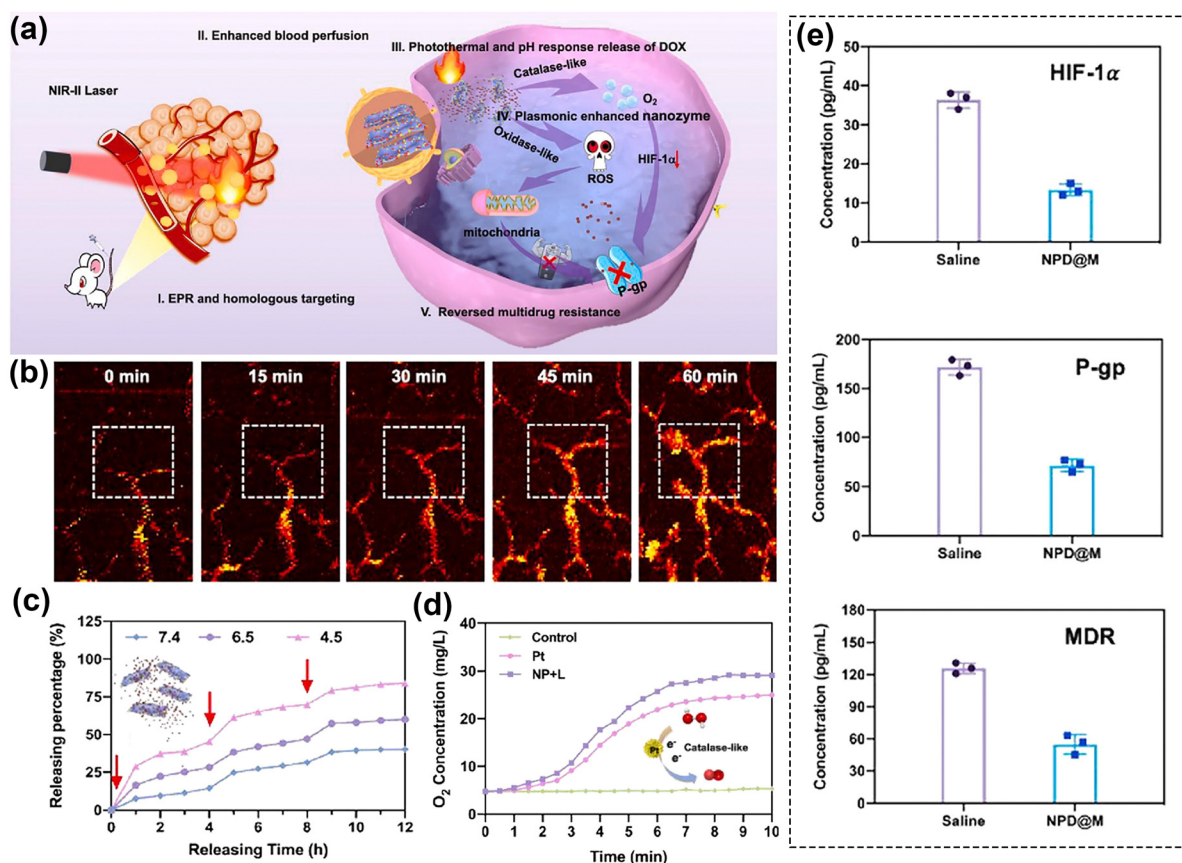 (a)
II. Enhanced blood perfusion
NIR-II Laser
I. EPR and homologous targeting
III. Photothermal and pH response release of DOX
Catalase-like
O₂
IV. Plasmonic enhanced nanozyme
Oxidase-like
HIF-1α
ROS
mitochondria
P-gp
V. Reversed multidrug resistance
(b)
0 min
15 min
30 min
45 min
60 min
(c)
Releasing percentage (%)
125
100
75
50
25
0
7.4
6.5
4.5
0
2
4
6
8
10
12
Releasing Time (h)
(d)
O₂ Concentration (mg/L)
40
30
20
10
0
Control
Pt
NP+L
Pt
e⁻
e⁻
Catalase-like
0
1
2
3
4
5
6
7
8
9
10
Time (min)
(e)
HIF-1α
Concentration (pg/mL)
50
40
30
20
10
0
Saline
NPD@M
P-gp
Concentration (pg/mL)
200
150
100
50
0
Saline
NPD@M
MDR
Concentration (pg/mL)
180
150
120
90
60
30
0
Saline
NPD@M